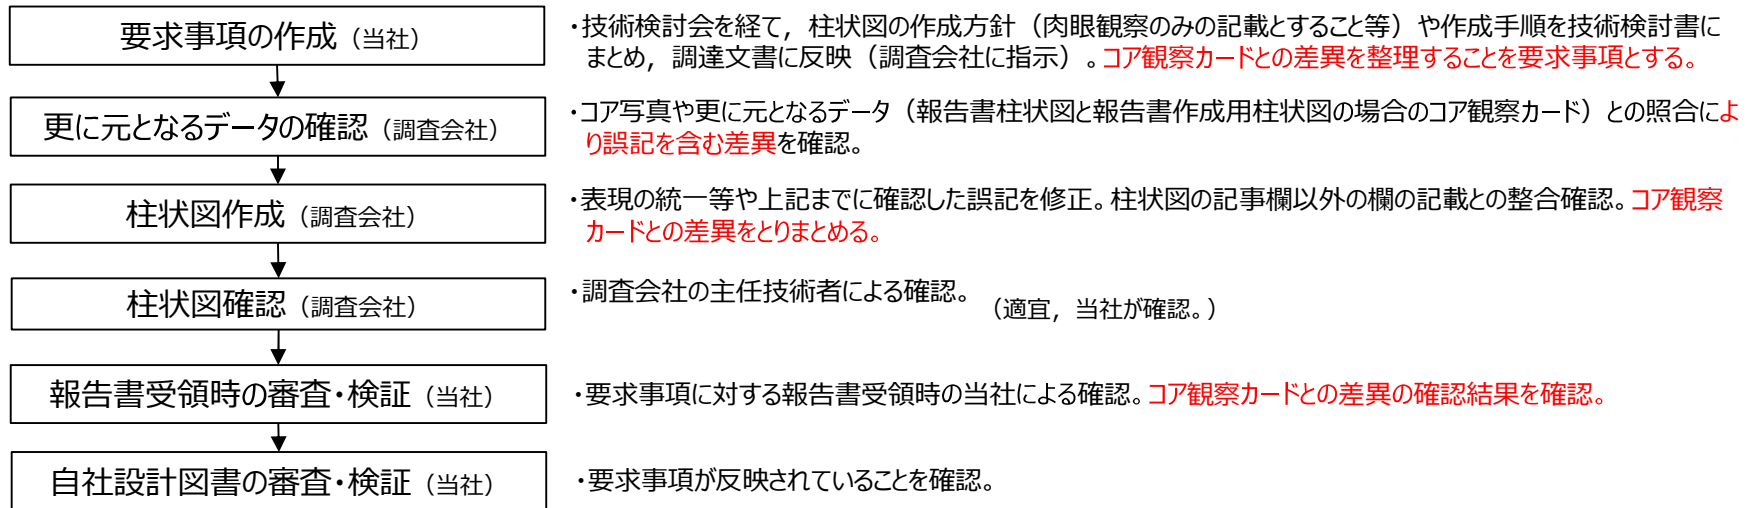 要求事項の作成（当社）
・技術検討会を経て，柱状図の作成方針（肉眼観察のみの記載とすること等）や作成手順を技術検討書に
まとめ，調達文書に反映（調査会社に指示）。コア観察カードとの差異を整理することを要求事項とする。
更に元となるデータの確認（調査会社）
・コア写真や更に元となるデータ（報告書柱状図と報告書作成用柱状図の場合のコア観察カード）との照合によ
り誤記を含む差異を確認。
柱状図作成（調査会社）
・表現の統一等や上記までに確認した誤記を修正。柱状図の記事欄以外の欄の記載との整合確認。コア観察
カードとの差異をとりまとめる。
柱状図確認（調査会社）
・調査会社の主任技術者による確認。
（適宜，当社が確認。）
報告書受領時の審査・検証（当社）
・要求事項に対する報告書受領時の当社による確認。コア観察カードとの差異の確認結果を確認。
自社設計図書の審査・検証（当社）
・要求事項が反映されていることを確認。